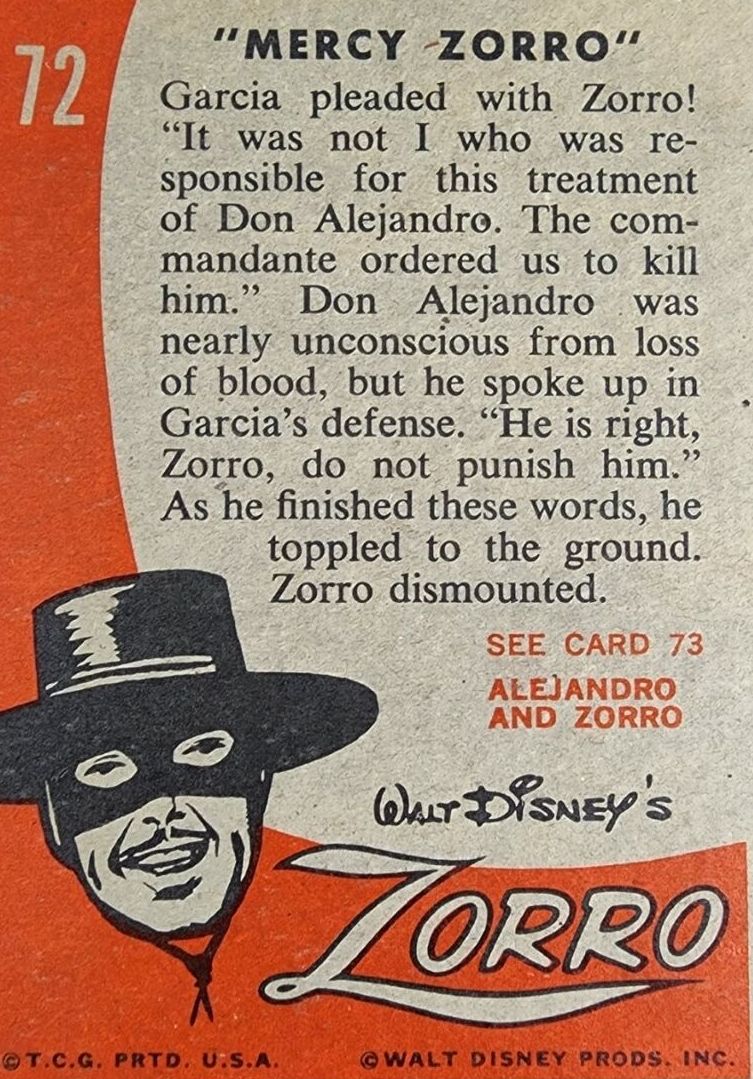 72
"MERCY ZORRO"
Garcia pleaded with Zorro!
“It was not I who was re-
sponsible for this treatment
of Don Alejandro. The com-
mandante ordered us to kill
him.” Don Alejandro was
nearly unconscious from loss
of blood, but he spoke up in
Garcia’s defense. “He is right,
Zorro, do not punish him.”
As he finished these words, he
toppled to the ground.
Zorro dismounted.
SEE CARD 73
ALEJANDRO
AND ZORRO
WALT DISNEY'S
ZORRO
©T.C.G. PRTD. U.S.A.
©WALT DISNEY PRODS. INC.